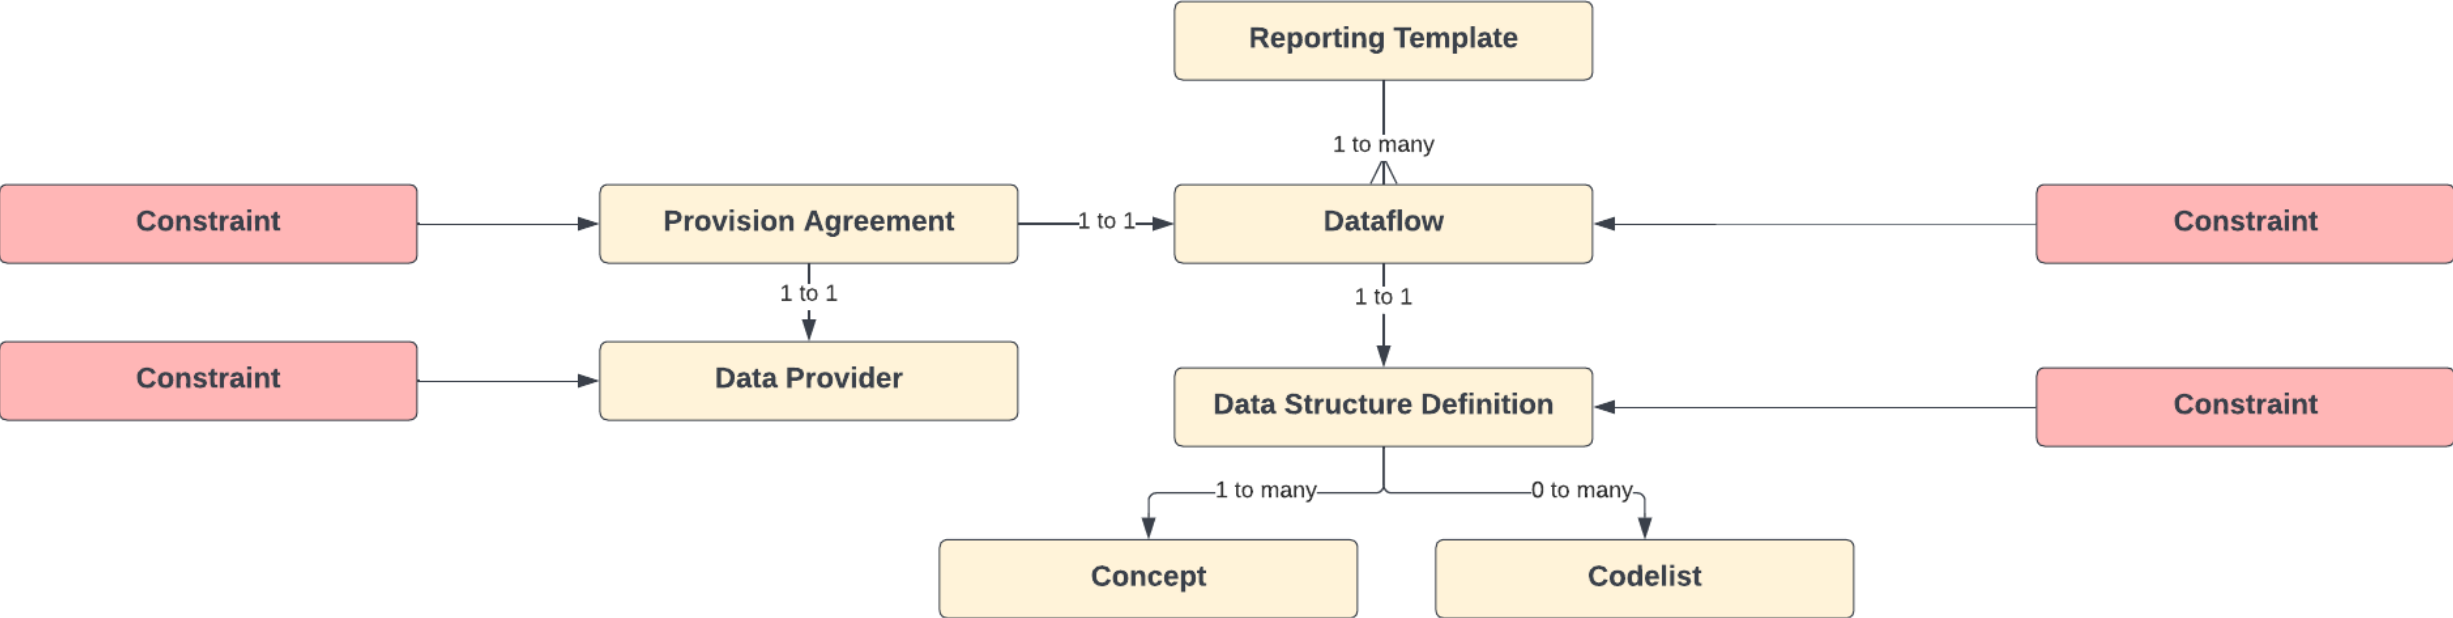 Reporting Template
1 to many
Constraint
Provision Agreement
1 to 1
Dataflow
Constraint
1 to 1
1 to 1
Constraint
Data Provider
Data Structure Definition
Constraint
1 to many
0 to many
Concept
Codelist